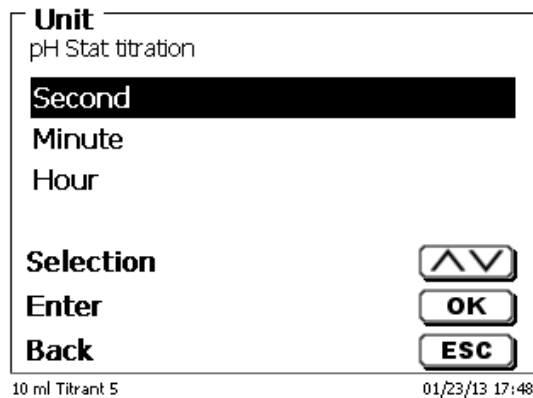 Unit
pH Stat titration
Second
Minute
Hour
Selection
Enter OK
Back ESC
10 ml Titrant 5 01/23/13 17:48